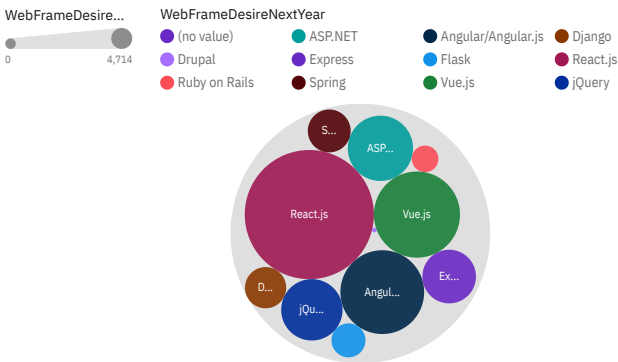 WebFrameDesire...
0 4,714
WebFrameDesireNextYear
(no value) ASP.NET Angular/Angular.js Django
Drupal Express Flask React.js
Ruby on Rails Spring Vue.js jQuery
S...
ASP...
React.js
Vue.js
Ex...
D...
Angul...
jQu...